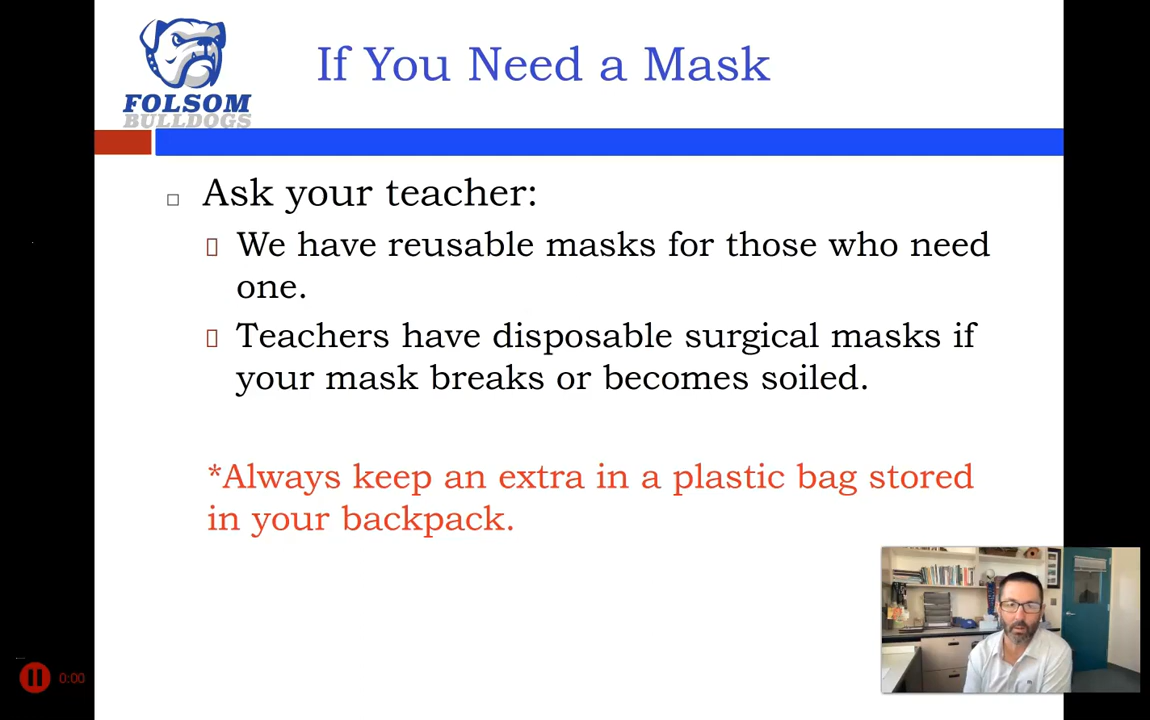 FOLSOM
BULLDOGS
If You Need a Mask
Ask your teacher:
We have reusable masks for those who need
one.
Teachers have disposable surgical masks if
your mask breaks or becomes soiled.
*Always keep an extra in a plastic bag stored
in your backpack.
0:00